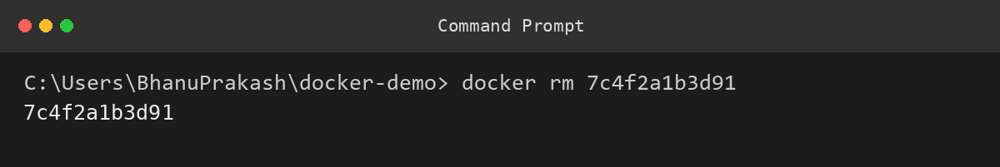 Command Prompt
C:\Users\BhanuPrakash\docker-demo> docker rm 7c4f2a1b3d91
7c4f2a1b3d91